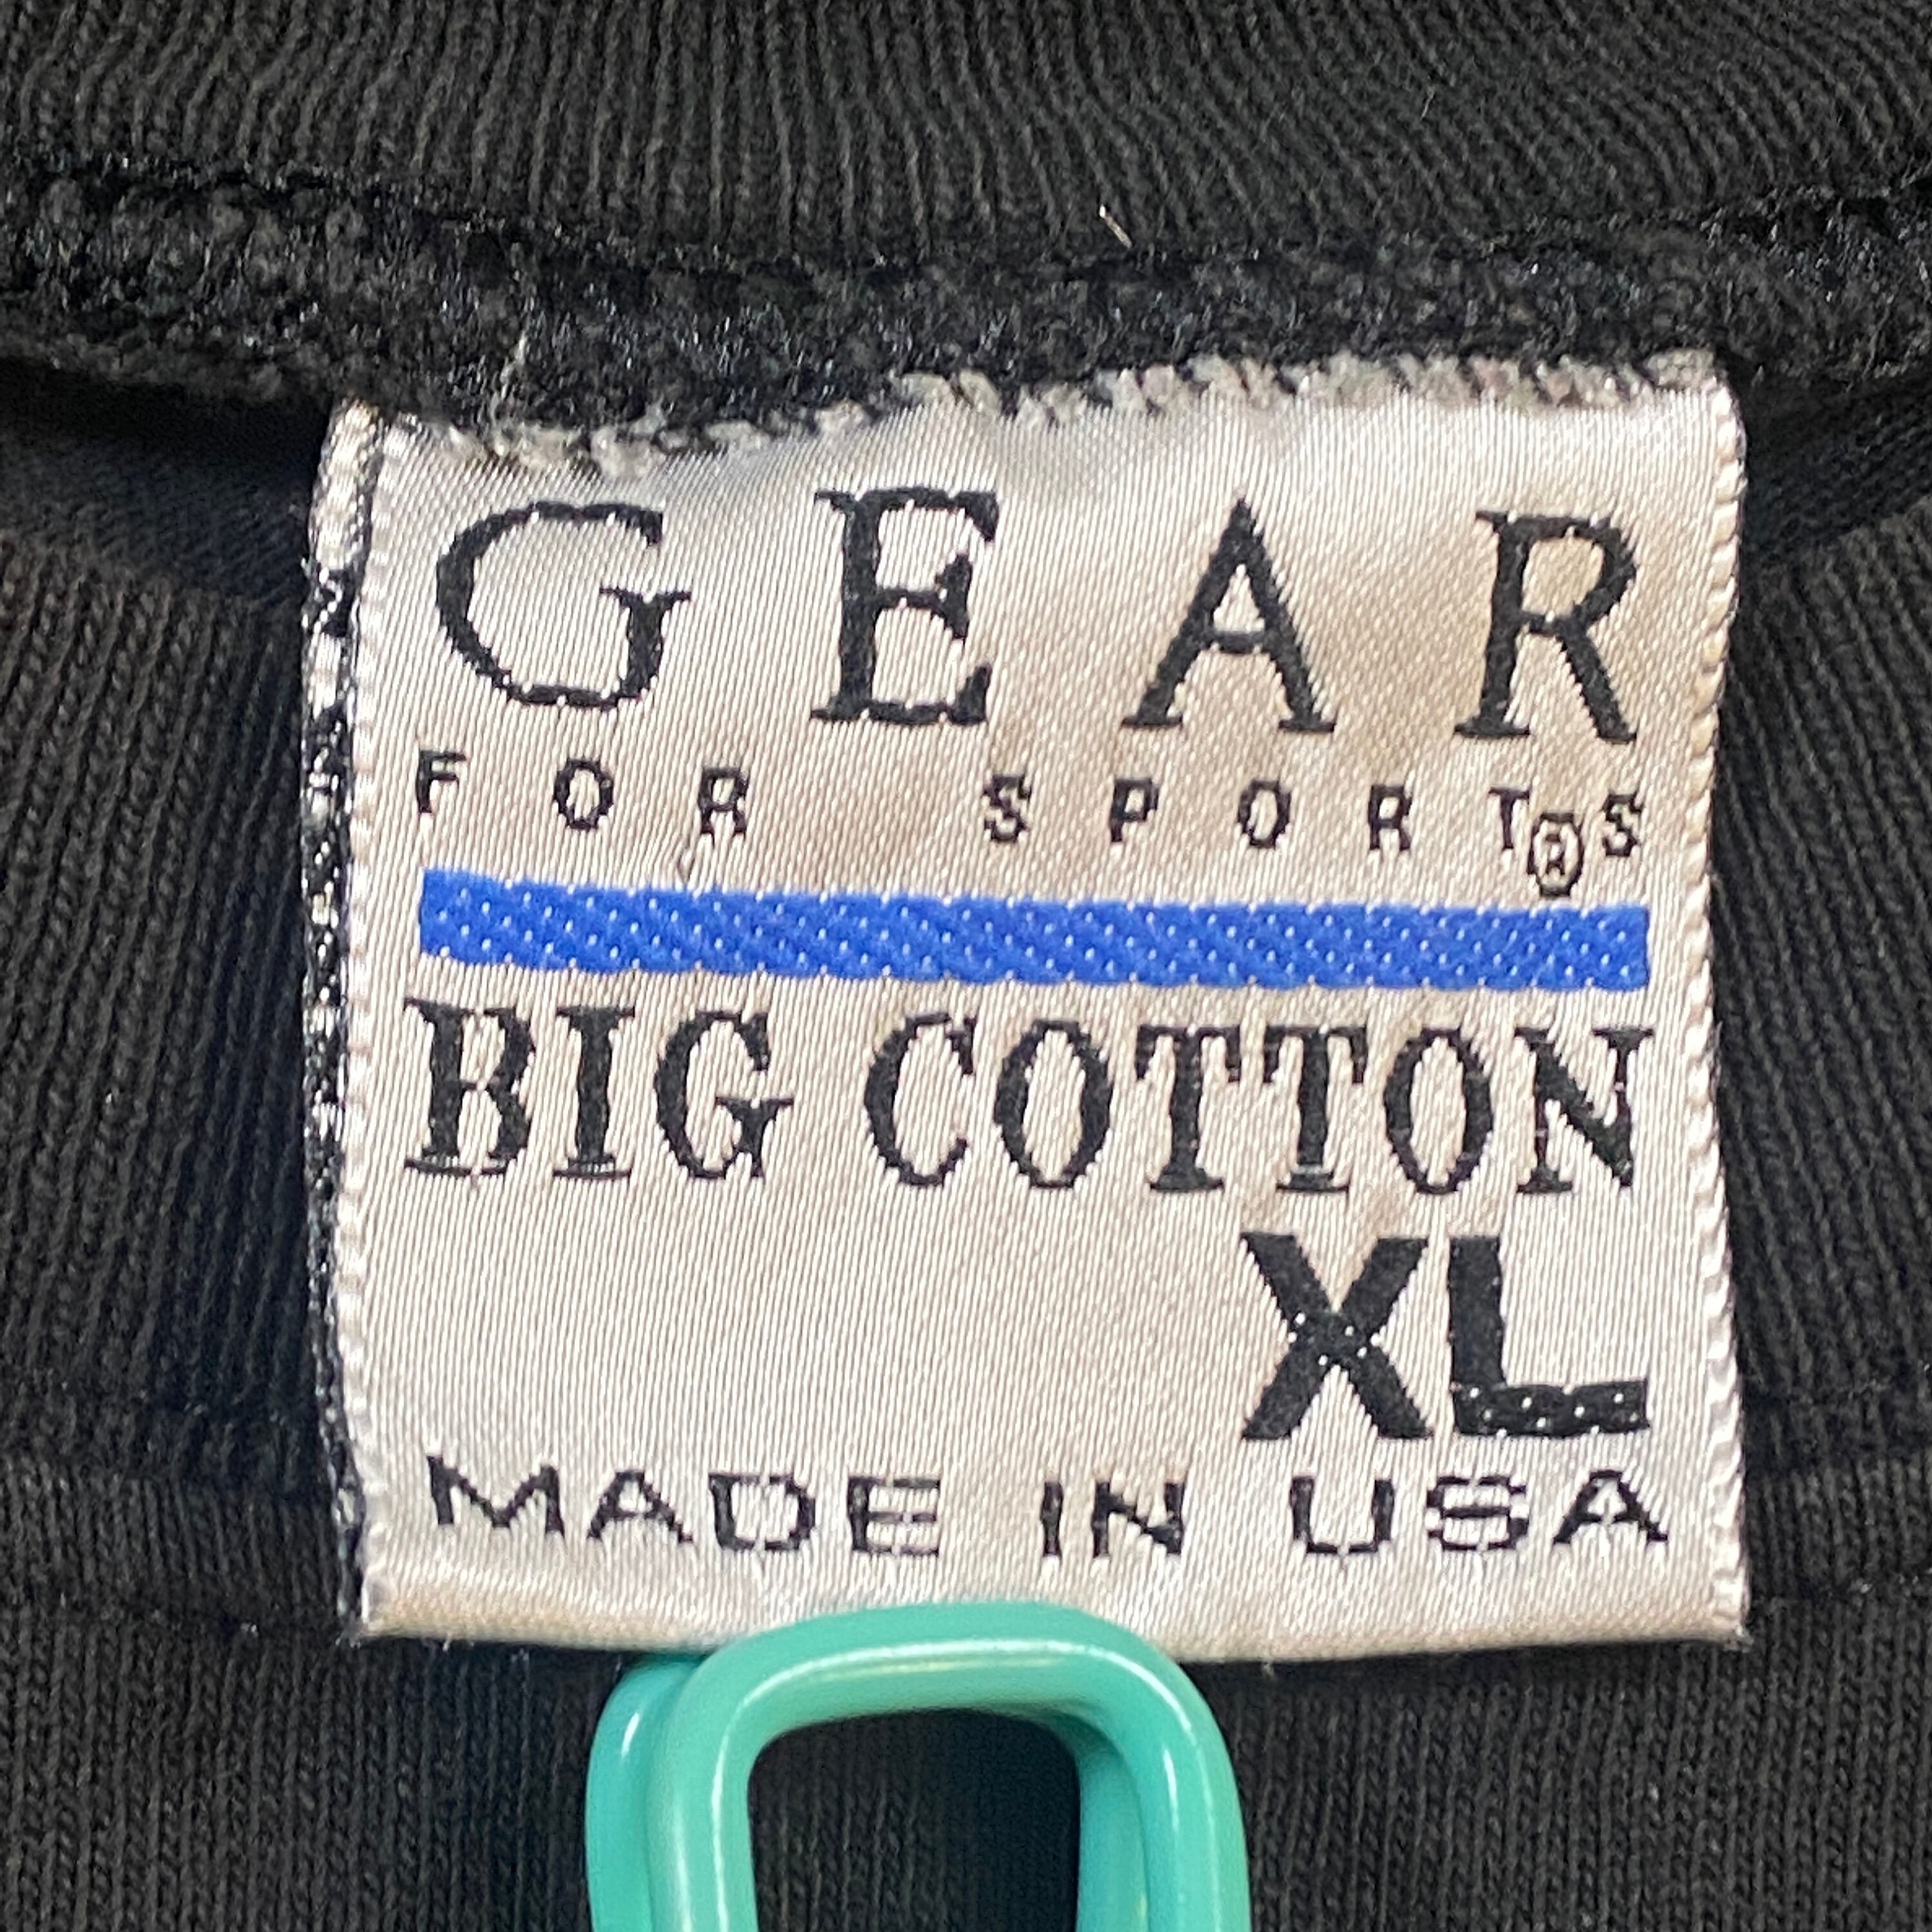 GEAR
FOR SPORTS®
BIG COTTON
XL
MADE IN USA